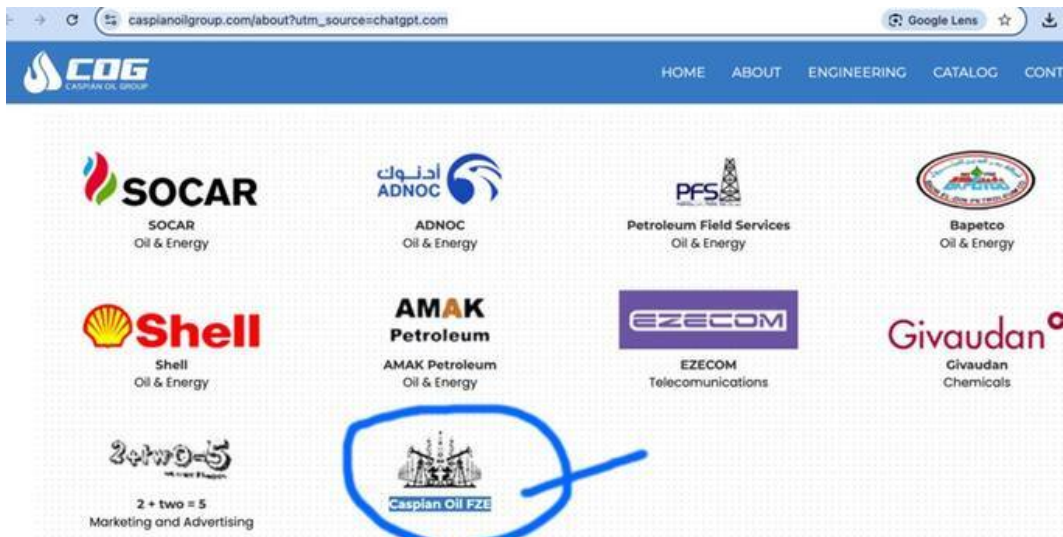 caspianoilgroup.com/about?utm_source=chatgpt.com
Google Lens
COG
CASPIAN OIL GROUP
HOME ABOUT ENGINEERING CATALOG CONT
SOCAR
SOCAR
Oil & Energy
أدنوك
ADNOC
ADNOC
Oil & Energy
PFS
Petroleum Field Services
Oil & Energy
Bapetco
Oil & Energy
Shell
Shell
Oil & Energy
AMAK
Petroleum
AMAK Petroleum
Oil & Energy
EZECOM
EZECOM
Telecomunications
Givaudan
Givaudan
Chemicals
2+two=5
2 + two = 5
Marketing and Advertising
Caspian Oil FZE